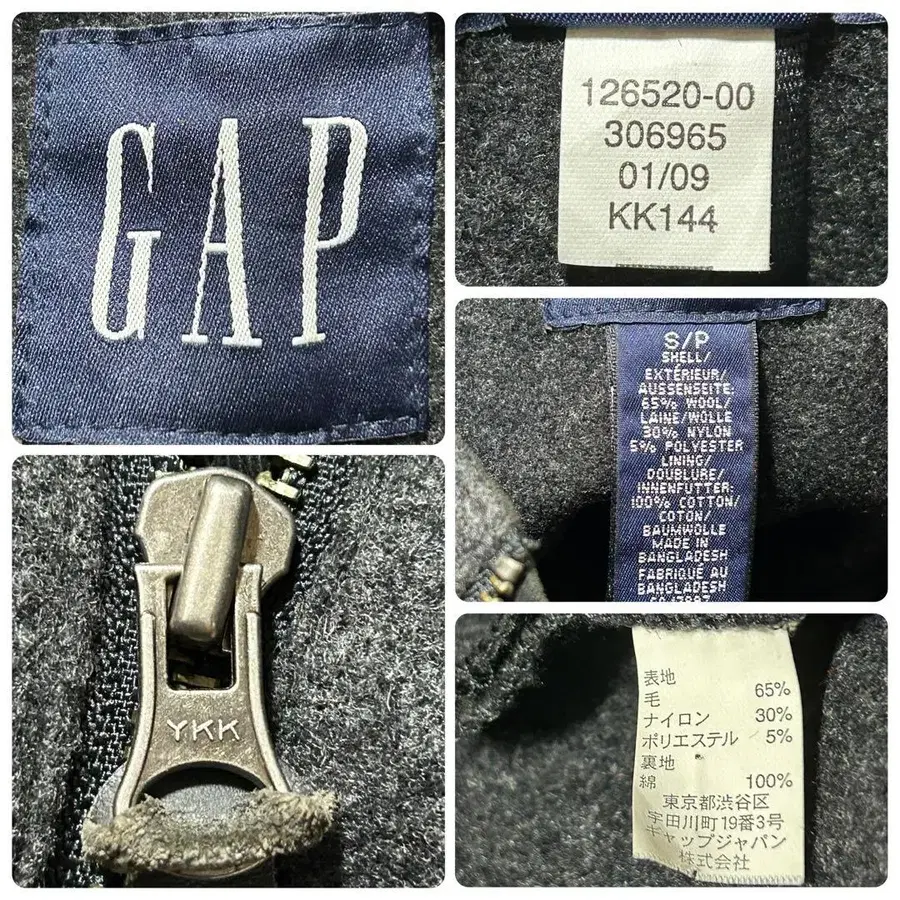 GAP
126520-00
306965
01/09
KK144
S/P
SHELL/
EXTÉRIEUR/
AUSSENSEITE:
65% WOOL/
LAINE/WOLLE
30% NYLON
5% POLYESTER
LINING/
DOUBLURE/
INNENFUTTER:
100% COTTON/
COTON/
BAUMWOLLE
MADE IN
BANGLADESH
FABRIQUÉ AU
BANGLADESH
YKK
表地
毛 65%
ナイロン 30%
ポリエステル 5%
裏地
綿 100%
東京都渋谷区
宇田川町19番3号
ギャップジャパン
株式会社